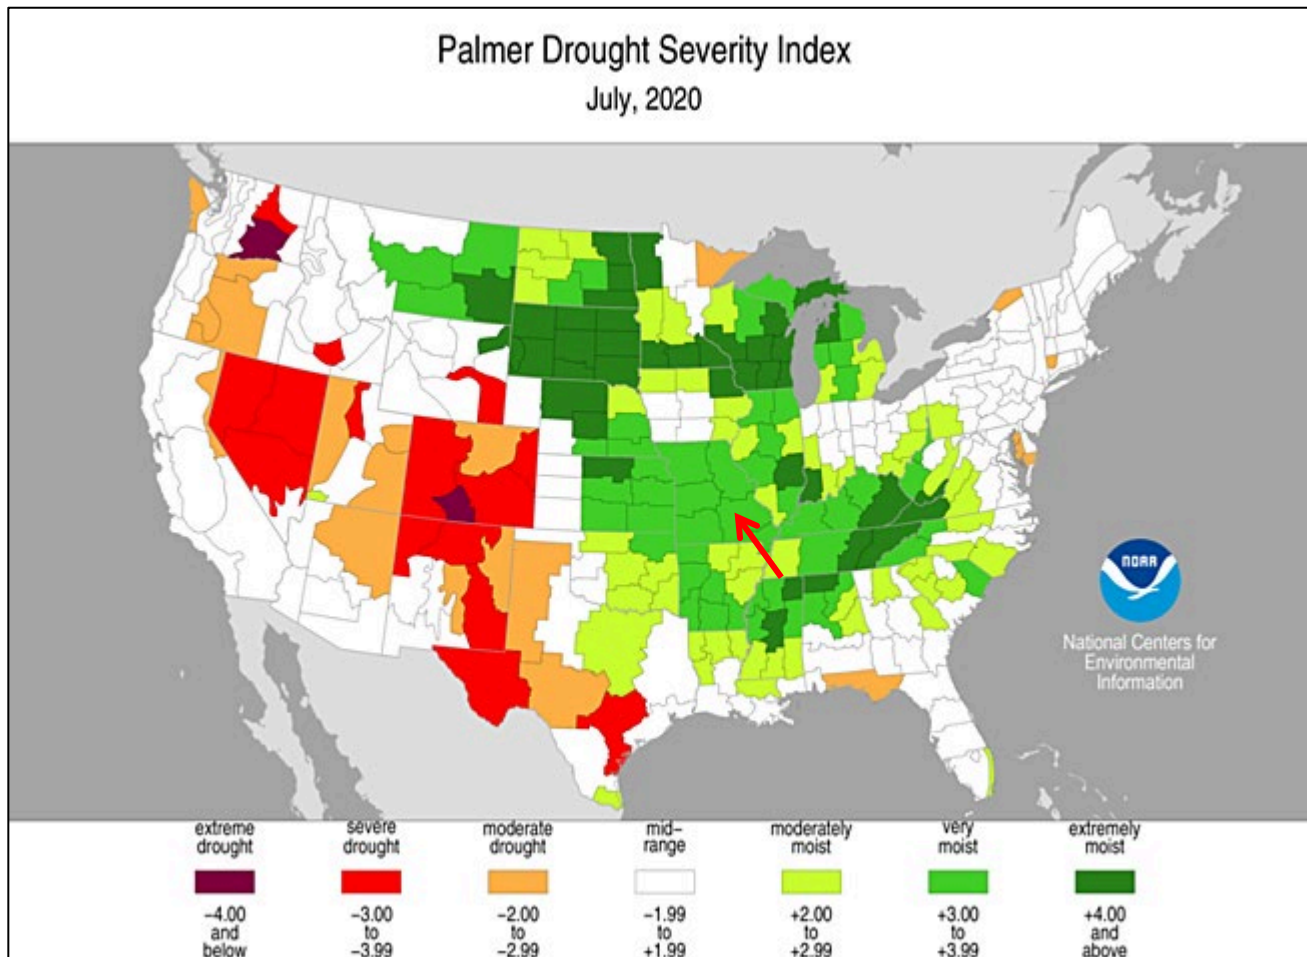 Palmer Drought Severity Index
July, 2020
NOAA
National Centers for
Environmental
Information
extreme
drought
severe
drought
moderate
drought
mid-
range
moderately
moist
very
moist
extremely
moist
-4.00
and
below
-3.00
to
-3.99
-2.00
to
-2.99
-1.99
to
+1.99
+2.00
to
+2.99
+3.00
to
+3.99
+4.00
and
above